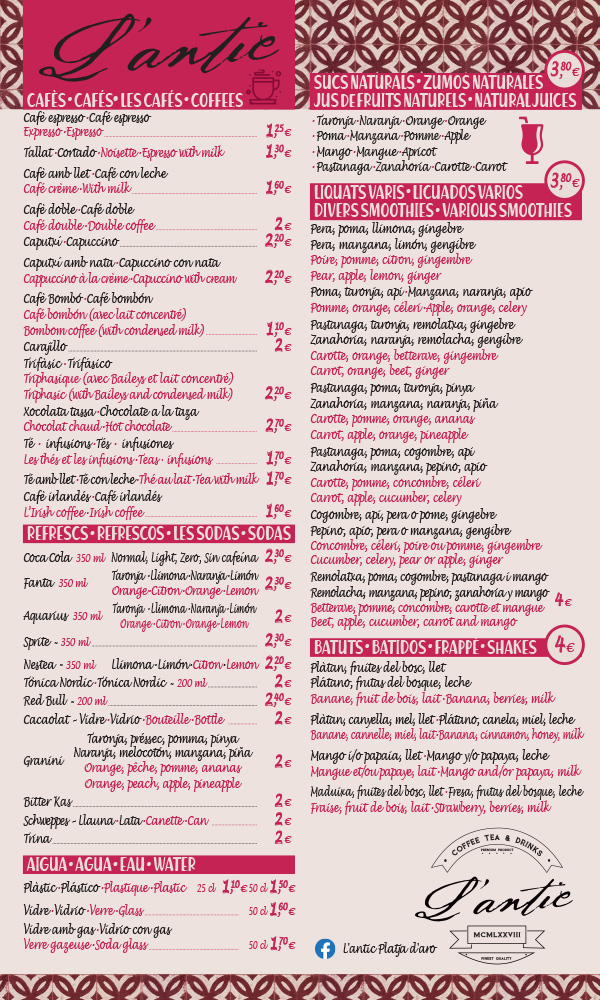 L'antic
CAFÈS • CAFÉS • LES CAFÉS • COFFEES
Café espresso · Café espresso
Expresso · Espresso 1,25€
Tallat · Cortado · Noisette · Espresso with milk 1,30€
Café amb llet · Café con leche
Café crème · With milk 1,60€
Café doble · Café doble
Café double · Double coffee 2€
Caputxí · Capuccino 2,20€
Caputxí amb nata · Capuccino con nata
Cappuccino à la crème · Capuccino with cream 2,20€
Café Bombó · Café bombón
Café bombón (avec lait concentré)
Bombom coffee (with condensed milk) 1,10€
Carajillo 2€
Trifàsic · Trifásico
Triphasique (avec Baileys et lait concentré)
Triphasic (with Baileys and condensed milk) 2,20€
Xocolata tassa · Chocolate a la taza
Chocolat chaud · Hot chocolate 2,70€
Té · infusions · Tés · infusiones
Les thés et les infusions · Teas · infusions 1,70€
Té amb llet · Té con leche · Thé au lait · Tea with milk 1,70€
Café irlandés · Café irlandés
L'Irish coffee · Irish coffee 1,60€
REFRESCS • REFRESCOS • LES SODAS • SODAS
Coca Cola 350 ml Normal, Light, Zero, Sin cafeína 2,30€
Fanta 350 ml Taronja · Llimona · Naranja · Limón
Orange · Citron · Orange · Lemon 2,30€
Aquarius 350 ml Taronja · Llimona · Naranja · Limón
Orange · Citron · Orange · Lemon 2€
Sprite - 350 ml 2,30€
Nestea - 350 ml Llimona · Limón · Citron · Lemon 2,20€
Tónica Nordic · Tónica Nordic - 200 ml 2€
Red Bull - 200 ml 2,40€
Cacaolat - Vidre · Vidrio · Bouteille · Bottle 2€
Granini Taronja, préssec, pomma, pinya
Naranja, melocotón, manzana, piña
Orange, pêche, pomme, ananas
Orange, peach, apple, pineapple 2€
Bitter Kas 2€
Schweppes - Llauna · Lata · Canette · Can 2€
Trina 2€
AIGUA • AGUA • EAU • WATER
Plàstic · Plástico · Plastique · Plastic 25 cl 1,10€ 50 cl 1,50€
Vidre · Vidrio · Verre · Glass 50 cl 1,60€
Vidre amb gas · Vidrio con gas
Verre gazeuse · Soda glass 50 cl 1,70€
SUCS NATURALS • ZUMOS NATURALES 3,80€
JUS DE FRUITS NATURELS • NATURAL JUICES
· Taronja · Naranja · Orange · Orange
· Poma · Manzana · Pomme · Apple
· Mango · Mangue · Apricot
· Pastanaga · Zanahoria · Carotte · Carrot
LIQUATS VARIS • LICUADOS VARIOS 3,80€
DIVERS SMOOTHIES • VARIOUS SMOOTHIES
Pera, poma, llimona, gingebre
Pera, manzana, limón, gengibre
Poire, pomme, citron, gingembre
Pear, apple, lemon, ginger
Poma, taronja, api · Manzana, naranja, apio
Pomme, orange, céleri · Apple, orange, celery
Pastanaga, taronja, remolatxa, gingebre
Zanahoria, naranja, remolacha, gengibre
Carotte, orange, betterave, gingembre
Carrot, orange, beet, ginger
Pastanaga, poma, taronja, pinya
Zanahoria, manzana, naranja, piña
Carotte, pomme, orange, ananas
Carrot, apple, orange, pineapple
Pastanaga, poma, cogombre, api
Zanahoria, manzana, pepino, apio
Carotte, pomme, concombre, céleri
Carrot, apple, cucumber, celery
Cogombre, api, pera o pome, gingebre
Pepino, apio, pera o manzana, gengibre
Concombre, céleri, poire ou pomme, gingembre
Cucumber, celery, pear or apple, ginger
Remolatxa, poma, cogombre, pastanaga i mango
Remolacha, manzana, pepino, zanahoria y mango
Betterave, pomme, concombre, carotte et mangue 4€
Beet, apple, cucumber, carrot and mango
BATUTS • BATIDOS • FRAPPÉ • SHAKES 4€
Plàtan, fruites del bosc, llet
Plátano, frutas del bosque, leche
Banane, fruit de bois, lait · Banana, berries, milk
Plàtan, canyella, mel, llet · Plátano, canela, miel, leche
Banane, cannelle, miel, lait · Banana, cinnamon, honey, milk
Mango i/o papaia, llet · Mango y/o papaya, leche
Mangue et/ou papaye, lait · Mango and/or papaya, milk
Maduixa, fruites del bosc, llet · Fresa, frutas del bosque, leche
Fraise, fruit de bois, lait · Strawberry, berries, milk
COFFEE TEA & DRINKS
PREMIUM PRODUCT
L'antic
MCMLXXVIII
FINEST QUALITY
L'antic Platja d'aro